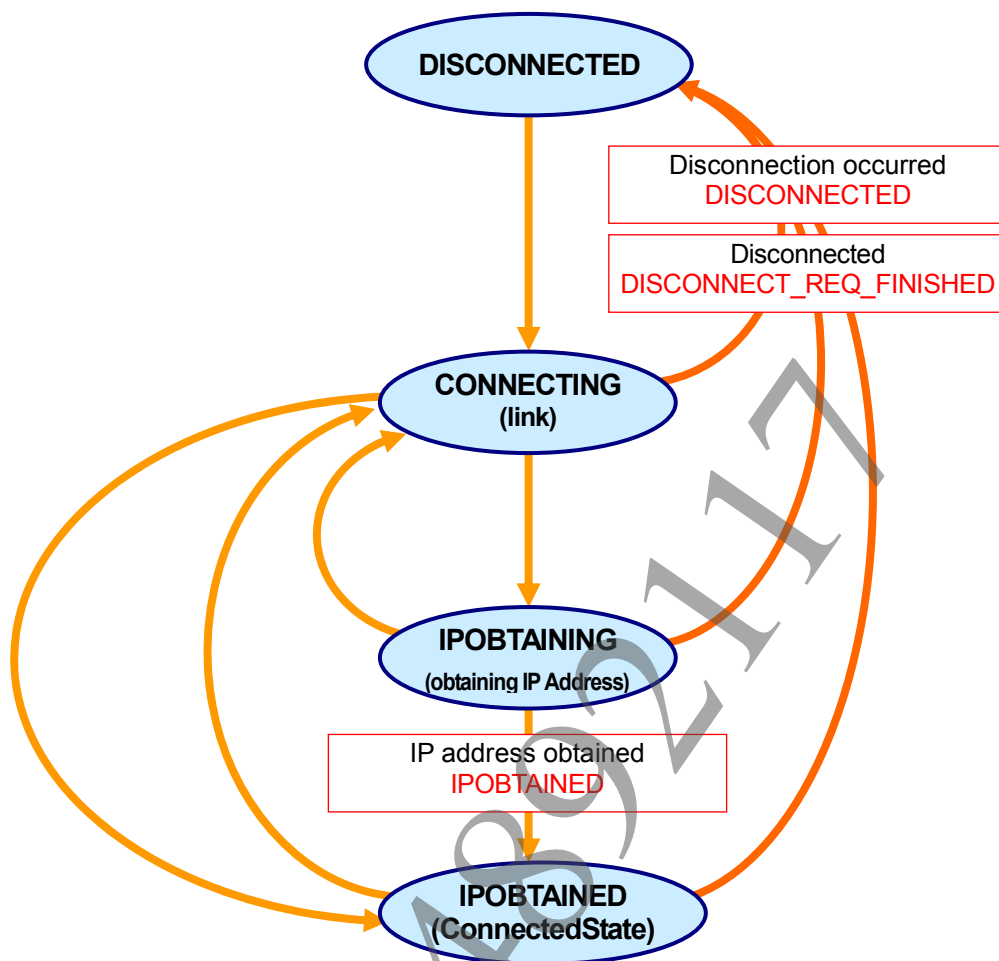 DISCONNECTED
Disconnection occurred
DISCONNECTED
Disconnected
DISCONNECT_REQ_FINISHED
CONNECTING
(link)
IPOBTAINING
(obtaining IP Address)
IP address obtained
IPOBTAINED
IPOBTAINED
(ConnectedState)